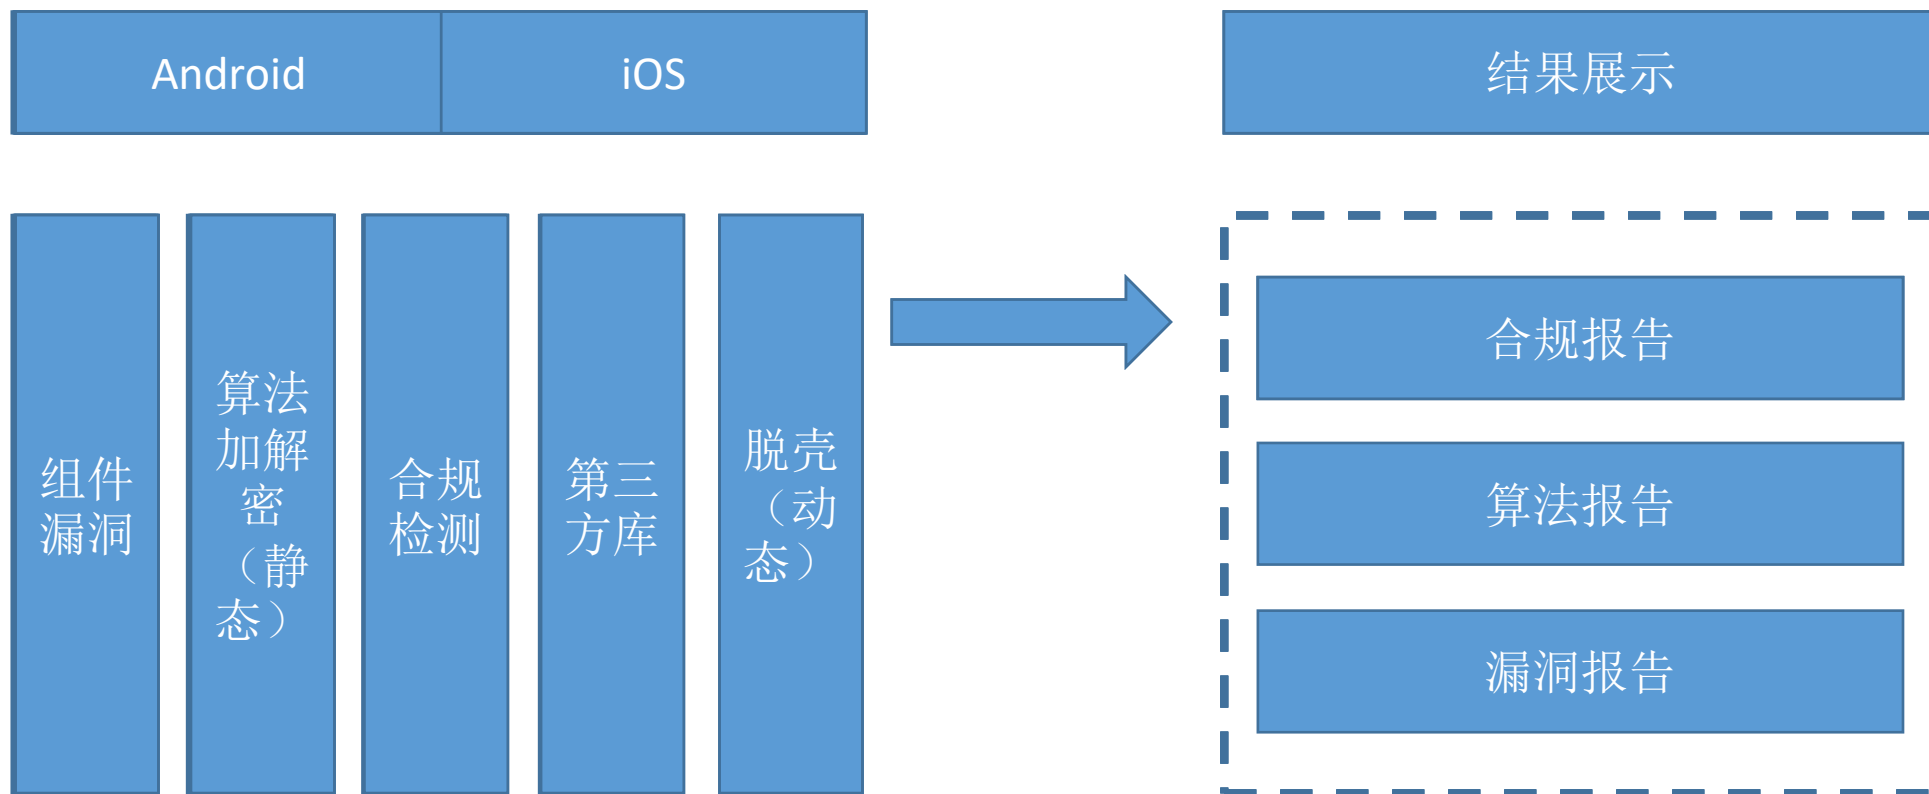 Android
iOS
结果展示
组件
漏洞
算法
加解
密
（静
态）
合规
检测
第三
方库
脱壳
（动
态）
合规报告
算法报告
漏洞报告